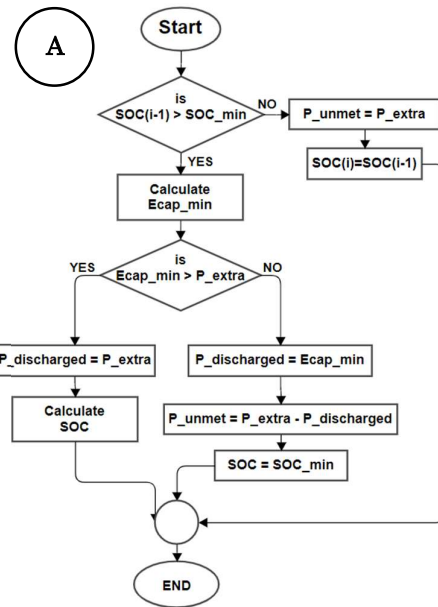 A
Start
is
SOC(i-1) > SOC_min
NO
P_unmet = P_extra
SOC(i)=SOC(i-1)
YES
Calculate
Ecap_min
is
Ecap_min > P_extra
YES
NO
P_discharged = P_extra
Calculate
SOC
P_discharged = Ecap_min
P_unmet = P_extra - P_discharged
SOC = SOC_min
END